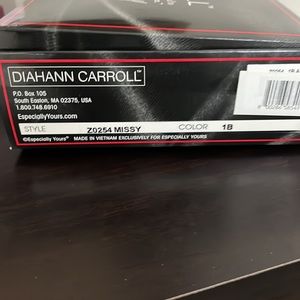 DIAHANN CARROLL
P.O. Box 105
South Easton, MA 02375, USA
1.800.748.6910
EspeciallyYours.com
STYLE Z0254 MISSY COLOR 1B
©Especially Yours® MADE IN VIETNAM EXCLUSIVELY FOR ESPECIALLY YOURS